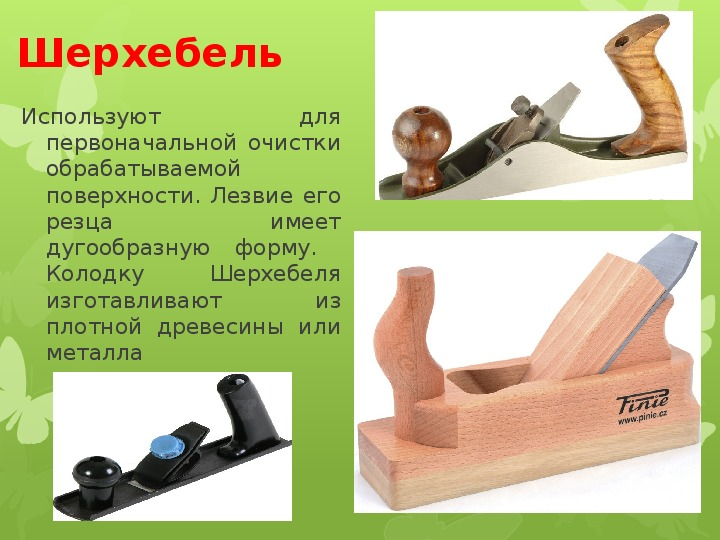 Шерхебель
Используют для
первоначальной очистки
обрабатываемой
поверхности. Лезвие его
резца имеет
дугообразную форму.
Колодку Шерхебеля
изготавливают из
плотной древесины или
металла
Pinie
www.pinie.cz